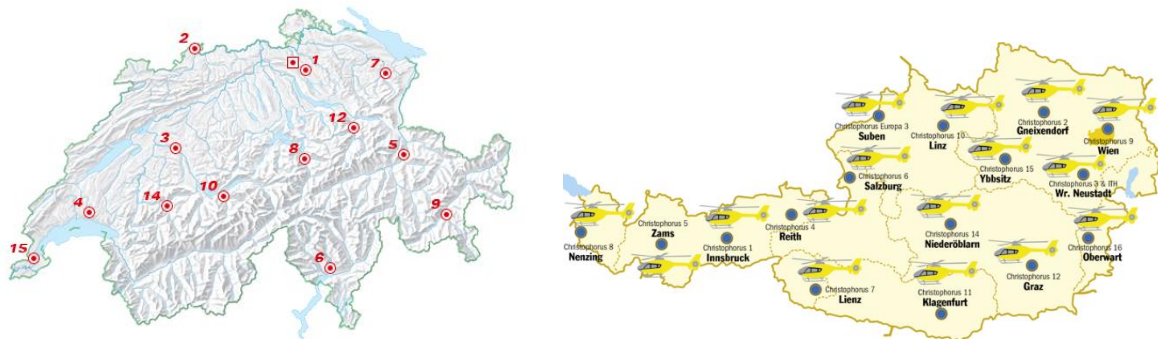 2
1
7
12
3
8
5
10
14
4
9
15
6
Christophorus Europa 3
Suben
Christophorus 10
Linz
Christophorus 2
Gneixendorf
Christophorus 9
Wien
Christophorus 15
Ybbsitz
Christophorus 3 & ITH
Wr. Neustadt
Christophorus 6
Salzburg
Christophorus 8
Nenzing
Christophorus 5
Zams
Christophorus 1
Innsbruck
Christophorus 4
Reith
Christophorus 14
Niederöblarn
Christophorus 16
Oberwart
Christophorus 7
Lienz
Christophorus 11
Klagenfurt
Christophorus 12
Graz